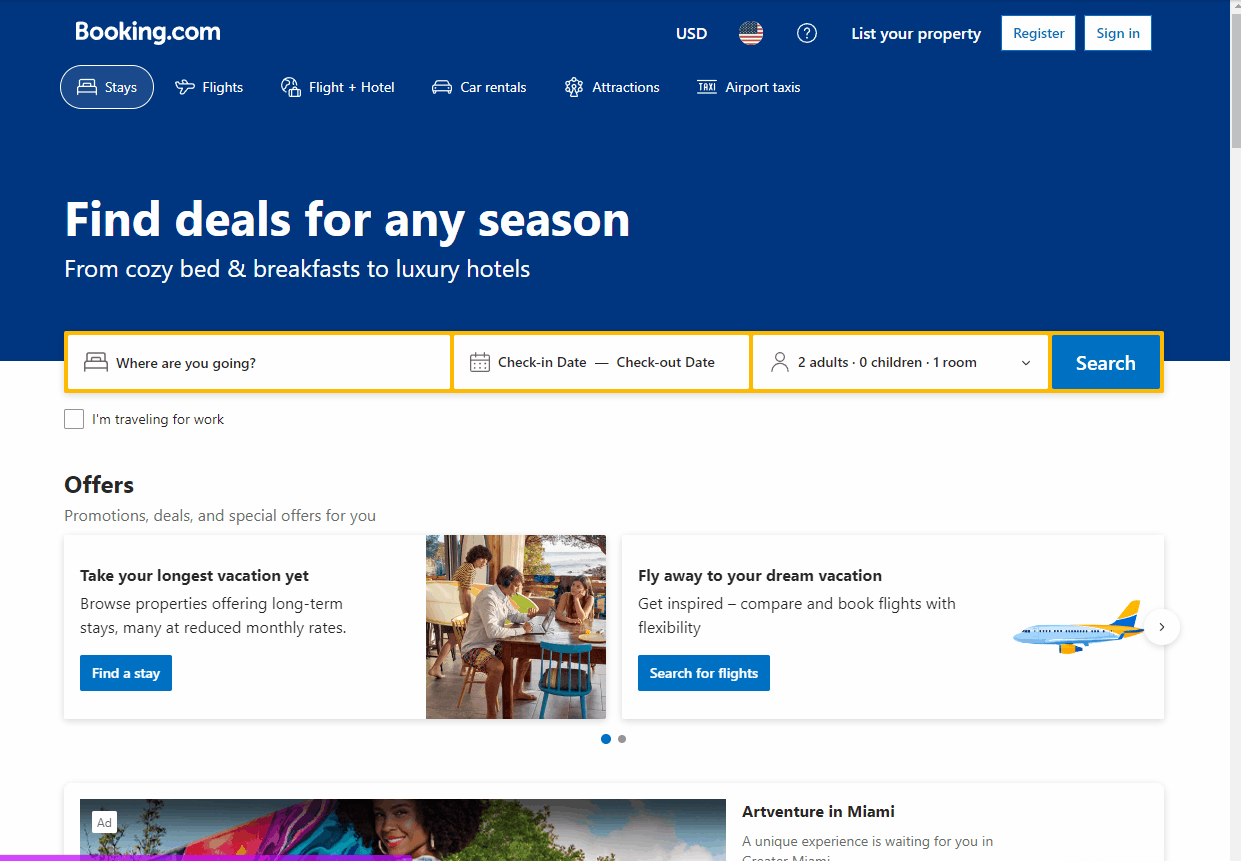 Booking.com
USD
List your property
Register
Sign in
Stays
Flights
Flight + Hotel
Car rentals
Attractions
TAXI
Airport taxis
Find deals for any season
From cozy bed & breakfasts to luxury hotels
Where are you going?
Check-in Date — Check-out Date
2 adults · 0 children · 1 room
Search
I'm traveling for work
Offers
Promotions, deals, and special offers for you
Take your longest vacation yet
Browse properties offering long-term
stays, many at reduced monthly rates.
Find a stay
Fly away to your dream vacation
Get inspired – compare and book flights with
flexibility
Search for flights
Ad
Artventure in Miami
A unique experience is waiting for you in
Greater Miami